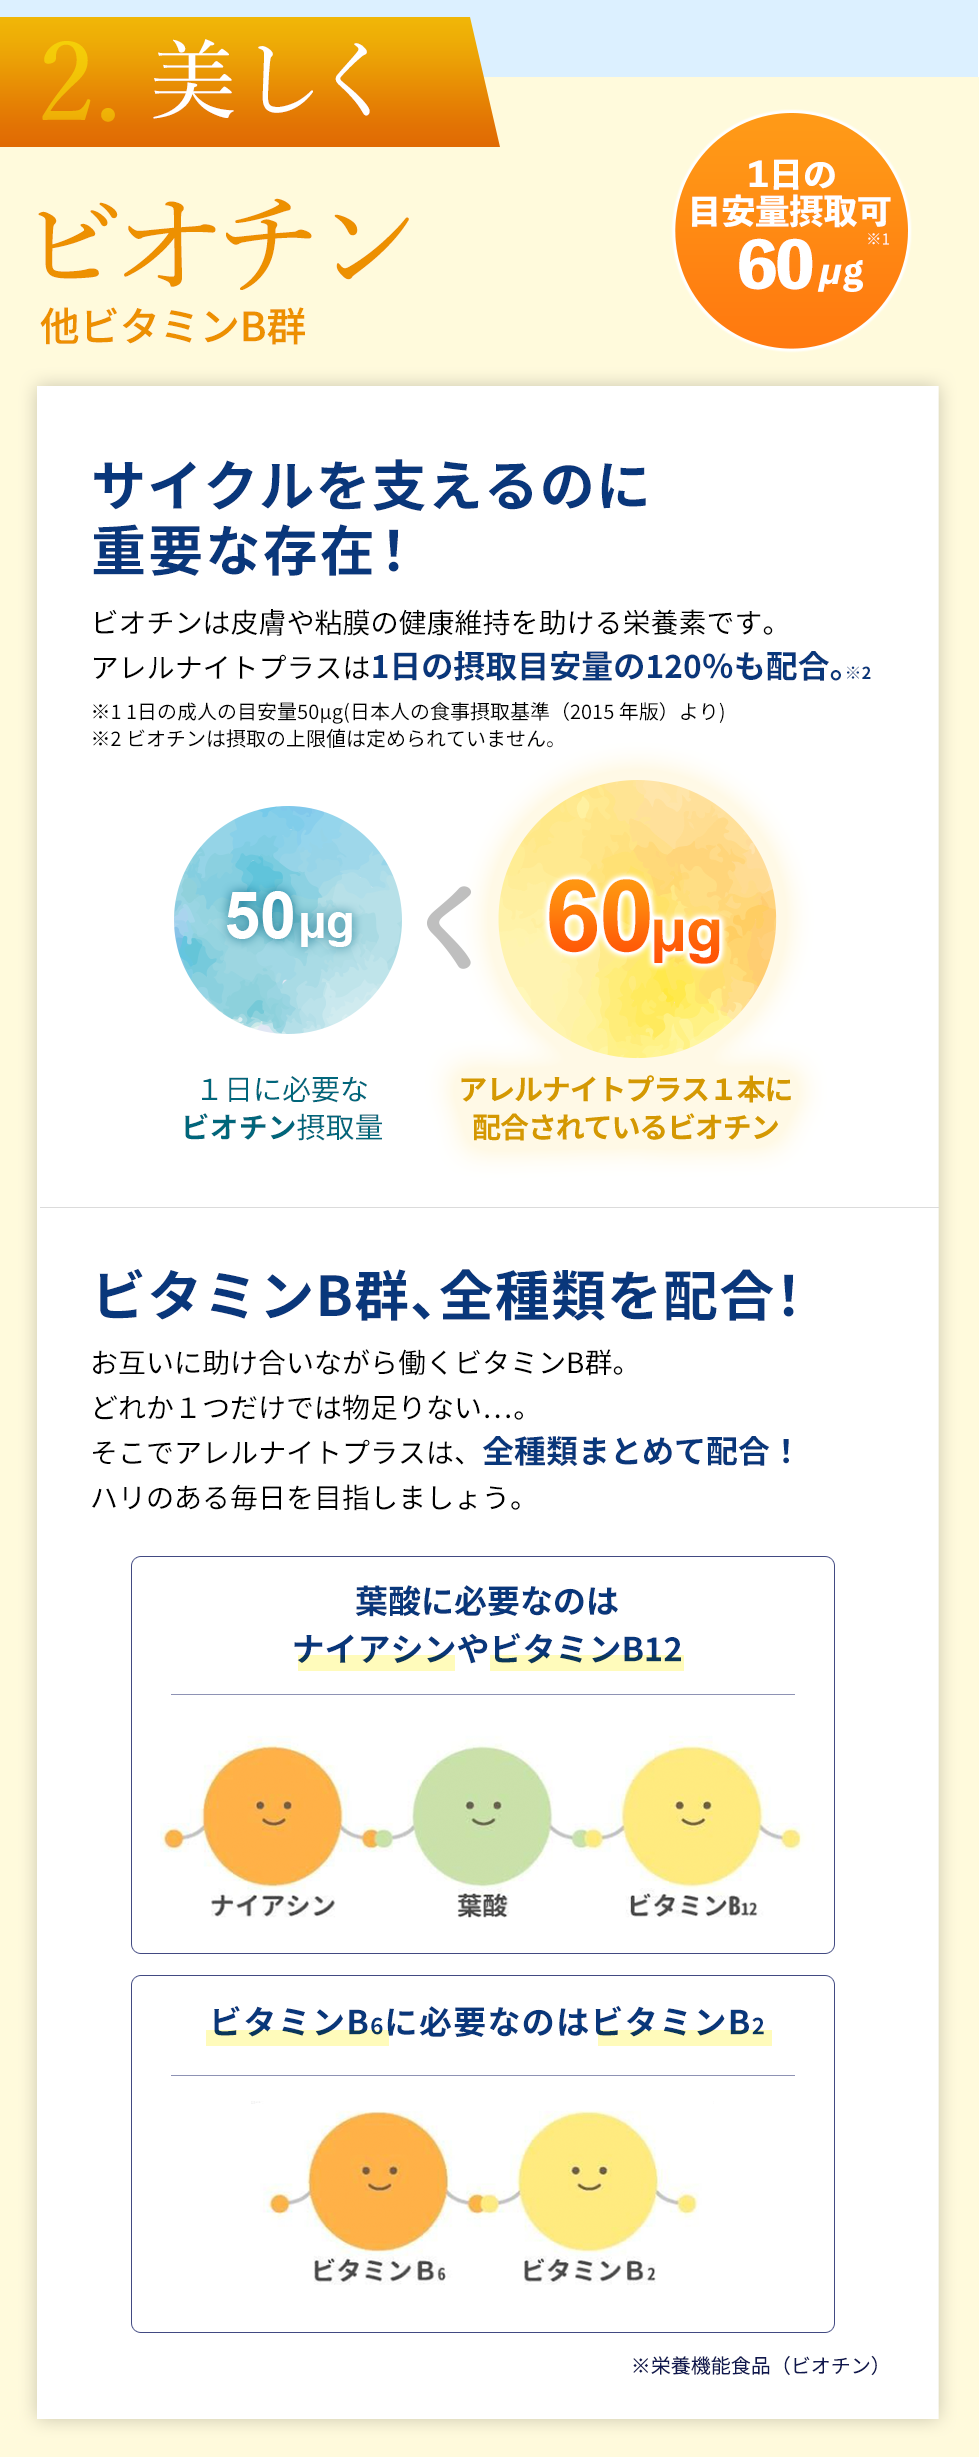 2. 美しく
ビオチン
他ビタミンB群
1日の
目安量摂取可
※1
60μg
サイクルを支えるのに
重要な存在！
ビオチンは皮膚や粘膜の健康維持を助ける栄養素です。
アレルナイトプラスは1日の摂取目安量の120%も配合。※2
※1 1日の成人の目安量50μg(日本人の食事摂取基準（2015 年版）より)
※2 ビオチンは摂取の上限値は定められていません。
50μg < 60μg
１日に必要な
ビオチン摂取量
アレルナイトプラス１本に
配合されているビオチン
ビタミンB群、全種類を配合！
お互いに助け合いながら働くビタミンB群。
どれか１つだけでは物足りない…。
そこでアレルナイトプラスは、全種類まとめて配合！
ハリのある毎日を目指しましょう。
葉酸に必要なのは
ナイアシンやビタミンB12
ナイアシン 葉酸 ビタミンB12
ビタミンB6に必要なのはビタミンB2
ビタミンB6 ビタミンB2
※栄養機能食品（ビオチン）